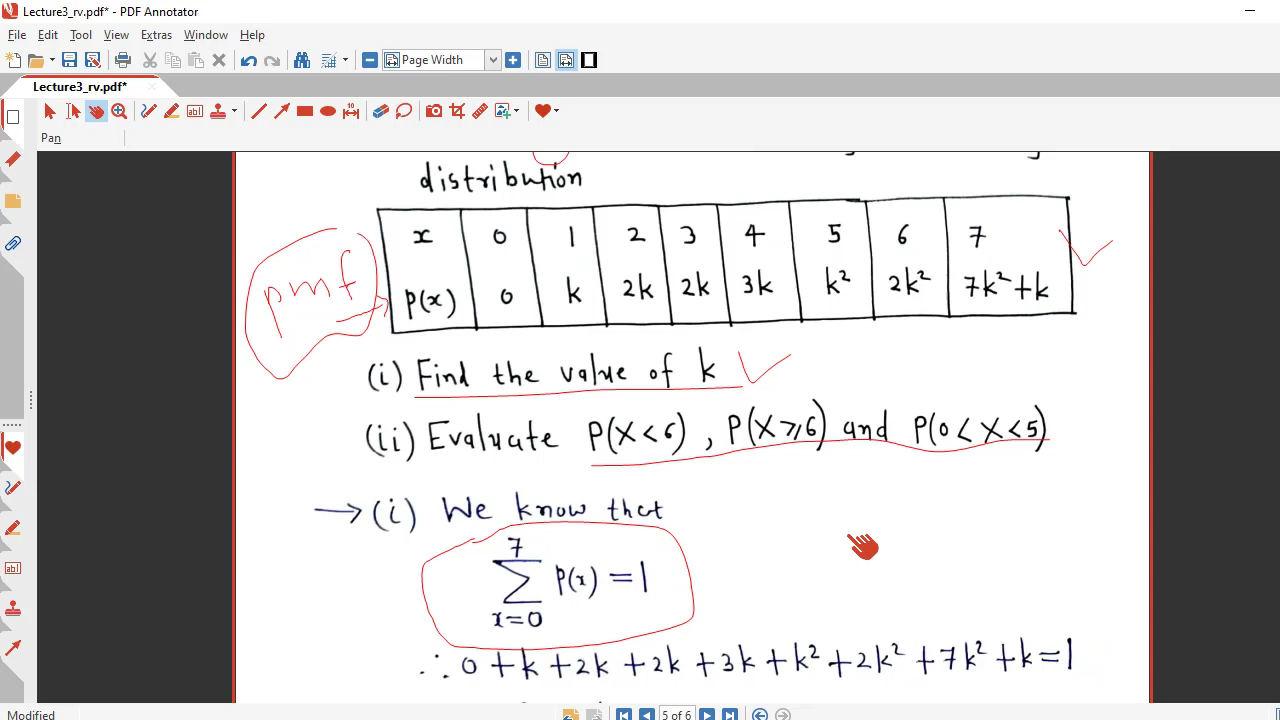 Lecture3_rv.pdf* - PDF Annotator
File Edit Tool View Extras Window Help
Page Width
Lecture3_rv.pdf*
Pan
distribution
x 0 1 2 3 4 5 6 7
pmf
p(x) 0 k 2k 2k 3k k² 2k² 7k²+k
(i) Find the value of k
(ii) Evaluate P(X<6), P(X⩾6) and P(0<X<5)
→(i) We know that
7
∑ p(x) = 1
x=0
∴ 0+k+2k+2k+3k+k²+2k²+7k²+k=1
Modified 5 of 6